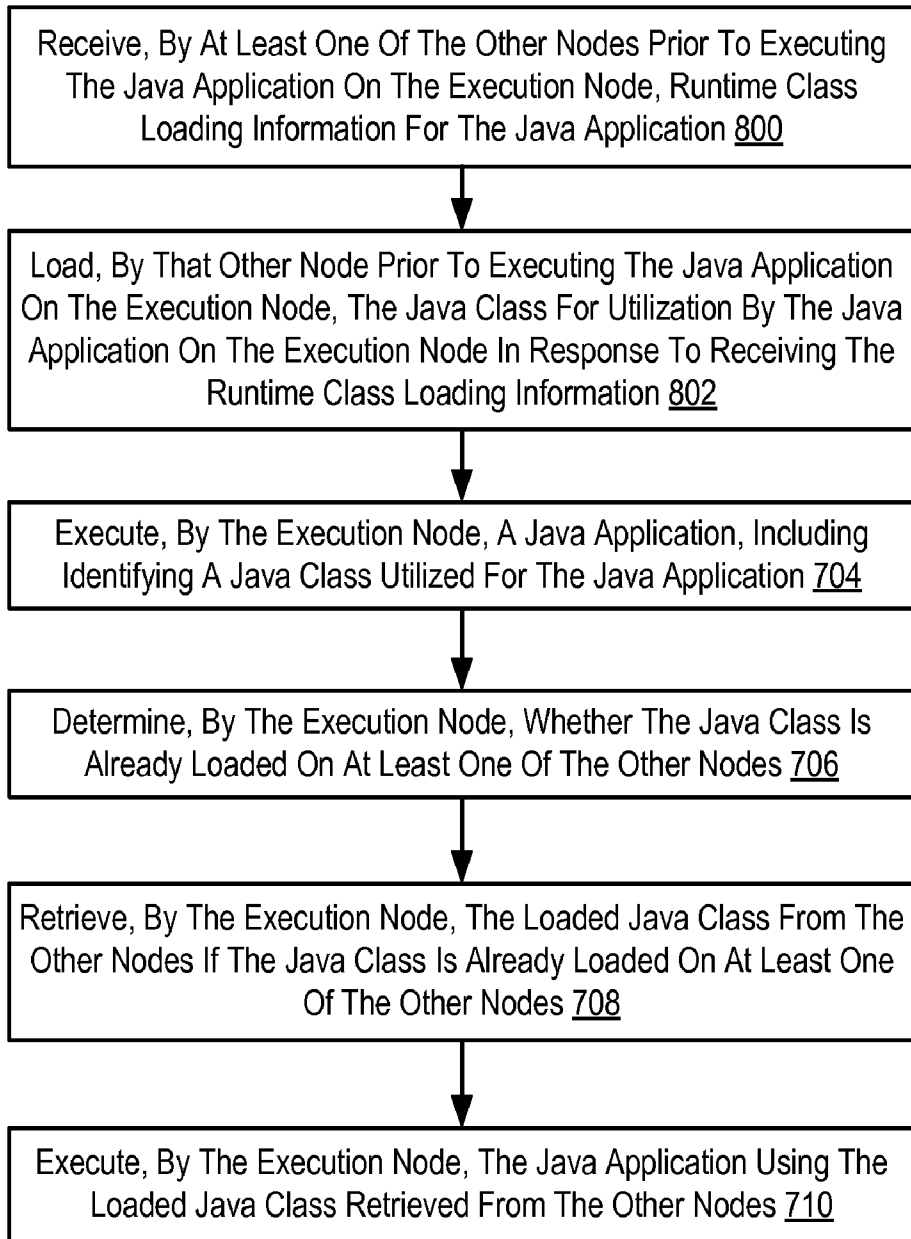 Receive, By At Least One Of The Other Nodes Prior To Executing
The Java Application On The Execution Node, Runtime Class
Loading Information For The Java Application 800
Load, By That Other Node Prior To Executing The Java Application
On The Execution Node, The Java Class For Utilization By The Java
Application On The Execution Node In Response To Receiving The
Runtime Class Loading Information 802
Execute, By The Execution Node, A Java Application, Including
Identifying A Java Class Utilized For The Java Application 704
Determine, By The Execution Node, Whether The Java Class Is
Already Loaded On At Least One Of The Other Nodes 706
Retrieve, By The Execution Node, The Loaded Java Class From The
Other Nodes If The Java Class Is Already Loaded On At Least One
Of The Other Nodes 708
Execute, By The Execution Node, The Java Application Using The
Loaded Java Class Retrieved From The Other Nodes 710